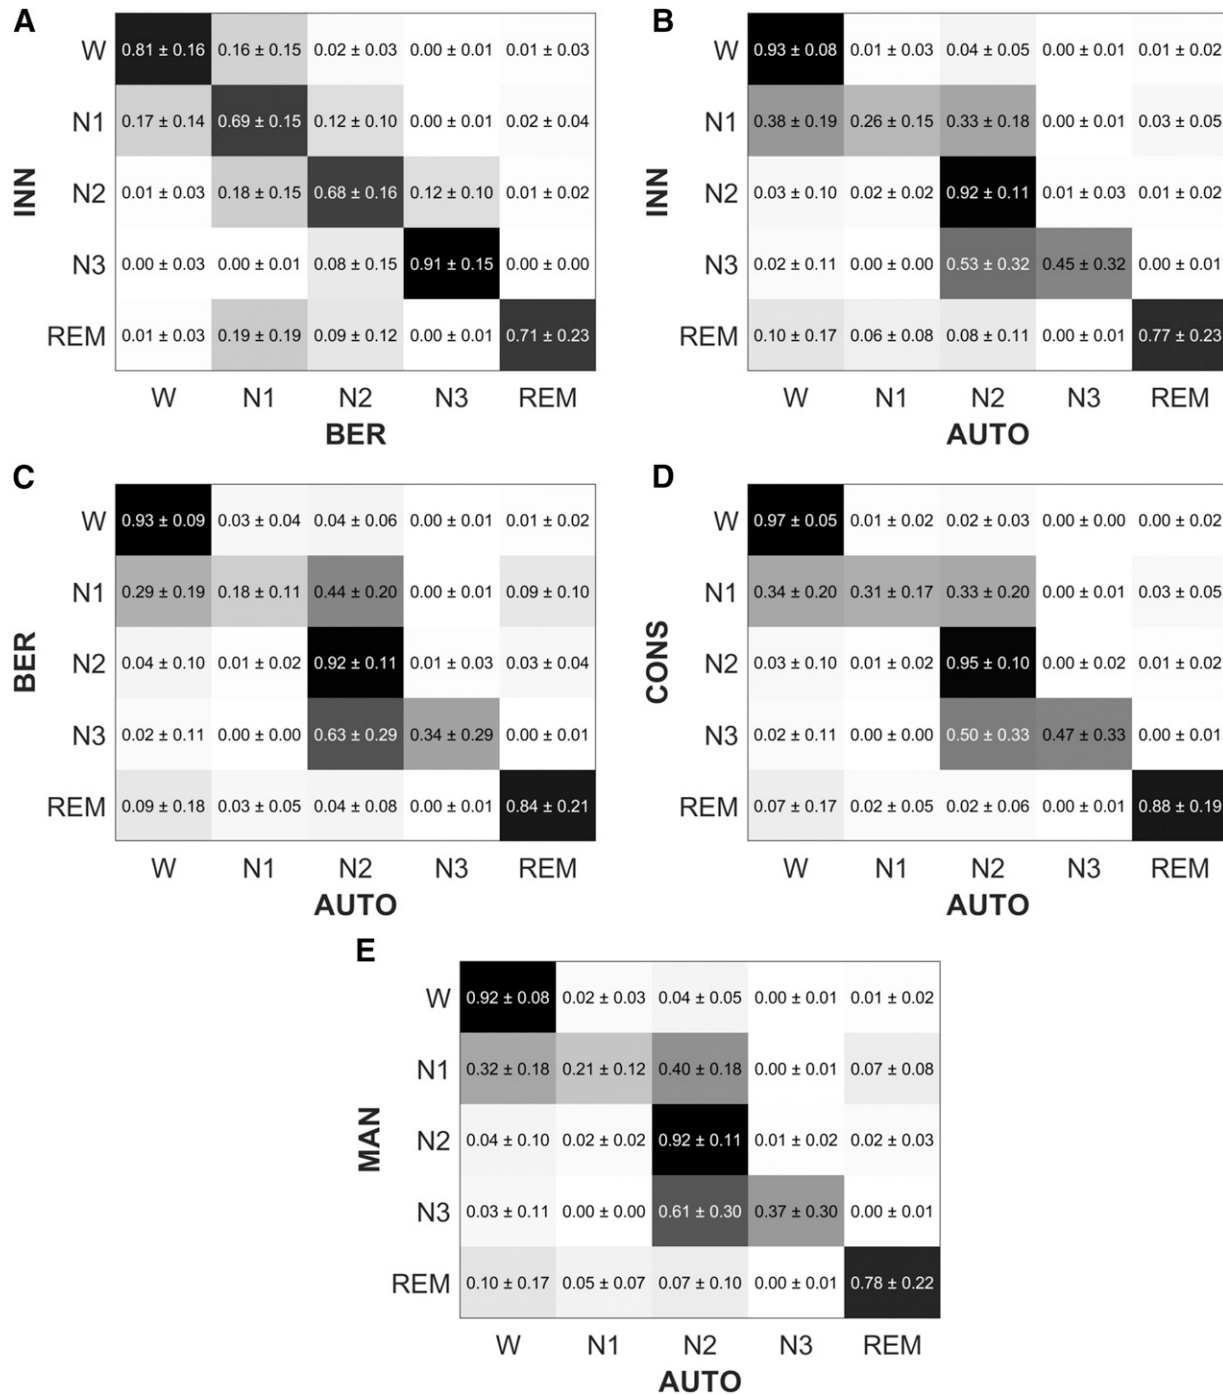 A
W 0.81 ± 0.16 0.16 ± 0.15 0.02 ± 0.03 0.00 ± 0.01 0.01 ± 0.03
N1 0.17 ± 0.14 0.69 ± 0.15 0.12 ± 0.10 0.00 ± 0.01 0.02 ± 0.04
INN
N2 0.01 ± 0.03 0.18 ± 0.15 0.68 ± 0.16 0.12 ± 0.10 0.01 ± 0.02
N3 0.00 ± 0.03 0.00 ± 0.01 0.08 ± 0.15 0.91 ± 0.15 0.00 ± 0.00
REM 0.01 ± 0.03 0.19 ± 0.19 0.09 ± 0.12 0.00 ± 0.01 0.71 ± 0.23
W N1 N2 N3 REM
BER
B
W 0.93 ± 0.08 0.01 ± 0.03 0.04 ± 0.05 0.00 ± 0.01 0.01 ± 0.02
N1 0.38 ± 0.19 0.26 ± 0.15 0.33 ± 0.18 0.00 ± 0.01 0.03 ± 0.05
INN
N2 0.03 ± 0.10 0.02 ± 0.02 0.92 ± 0.11 0.01 ± 0.03 0.01 ± 0.02
N3 0.02 ± 0.11 0.00 ± 0.00 0.53 ± 0.32 0.45 ± 0.32 0.00 ± 0.01
REM 0.10 ± 0.17 0.06 ± 0.08 0.08 ± 0.11 0.00 ± 0.01 0.77 ± 0.23
W N1 N2 N3 REM
AUTO
C
W 0.93 ± 0.09 0.03 ± 0.04 0.04 ± 0.06 0.00 ± 0.01 0.01 ± 0.02
N1 0.29 ± 0.19 0.18 ± 0.11 0.44 ± 0.20 0.00 ± 0.01 0.09 ± 0.10
BER
N2 0.04 ± 0.10 0.01 ± 0.02 0.92 ± 0.11 0.01 ± 0.03 0.03 ± 0.04
N3 0.02 ± 0.11 0.00 ± 0.00 0.63 ± 0.29 0.34 ± 0.29 0.00 ± 0.01
REM 0.09 ± 0.18 0.03 ± 0.05 0.04 ± 0.08 0.00 ± 0.01 0.84 ± 0.21
W N1 N2 N3 REM
AUTO
D
W 0.97 ± 0.05 0.01 ± 0.02 0.02 ± 0.03 0.00 ± 0.00 0.00 ± 0.02
N1 0.34 ± 0.20 0.31 ± 0.17 0.33 ± 0.20 0.00 ± 0.01 0.03 ± 0.05
CONS
N2 0.03 ± 0.10 0.01 ± 0.02 0.95 ± 0.10 0.00 ± 0.02 0.01 ± 0.02
N3 0.02 ± 0.11 0.00 ± 0.00 0.50 ± 0.33 0.47 ± 0.33 0.00 ± 0.01
REM 0.07 ± 0.17 0.02 ± 0.05 0.02 ± 0.06 0.00 ± 0.01 0.88 ± 0.19
W N1 N2 N3 REM
AUTO
E
W 0.92 ± 0.08 0.02 ± 0.03 0.04 ± 0.05 0.00 ± 0.01 0.01 ± 0.02
N1 0.32 ± 0.18 0.21 ± 0.12 0.40 ± 0.18 0.00 ± 0.01 0.07 ± 0.08
MAN
N2 0.04 ± 0.10 0.02 ± 0.02 0.92 ± 0.11 0.01 ± 0.02 0.02 ± 0.03
N3 0.03 ± 0.11 0.00 ± 0.00 0.61 ± 0.30 0.37 ± 0.30 0.00 ± 0.01
REM 0.10 ± 0.17 0.05 ± 0.07 0.07 ± 0.10 0.00 ± 0.01 0.78 ± 0.22
W N1 N2 N3 REM
AUTO